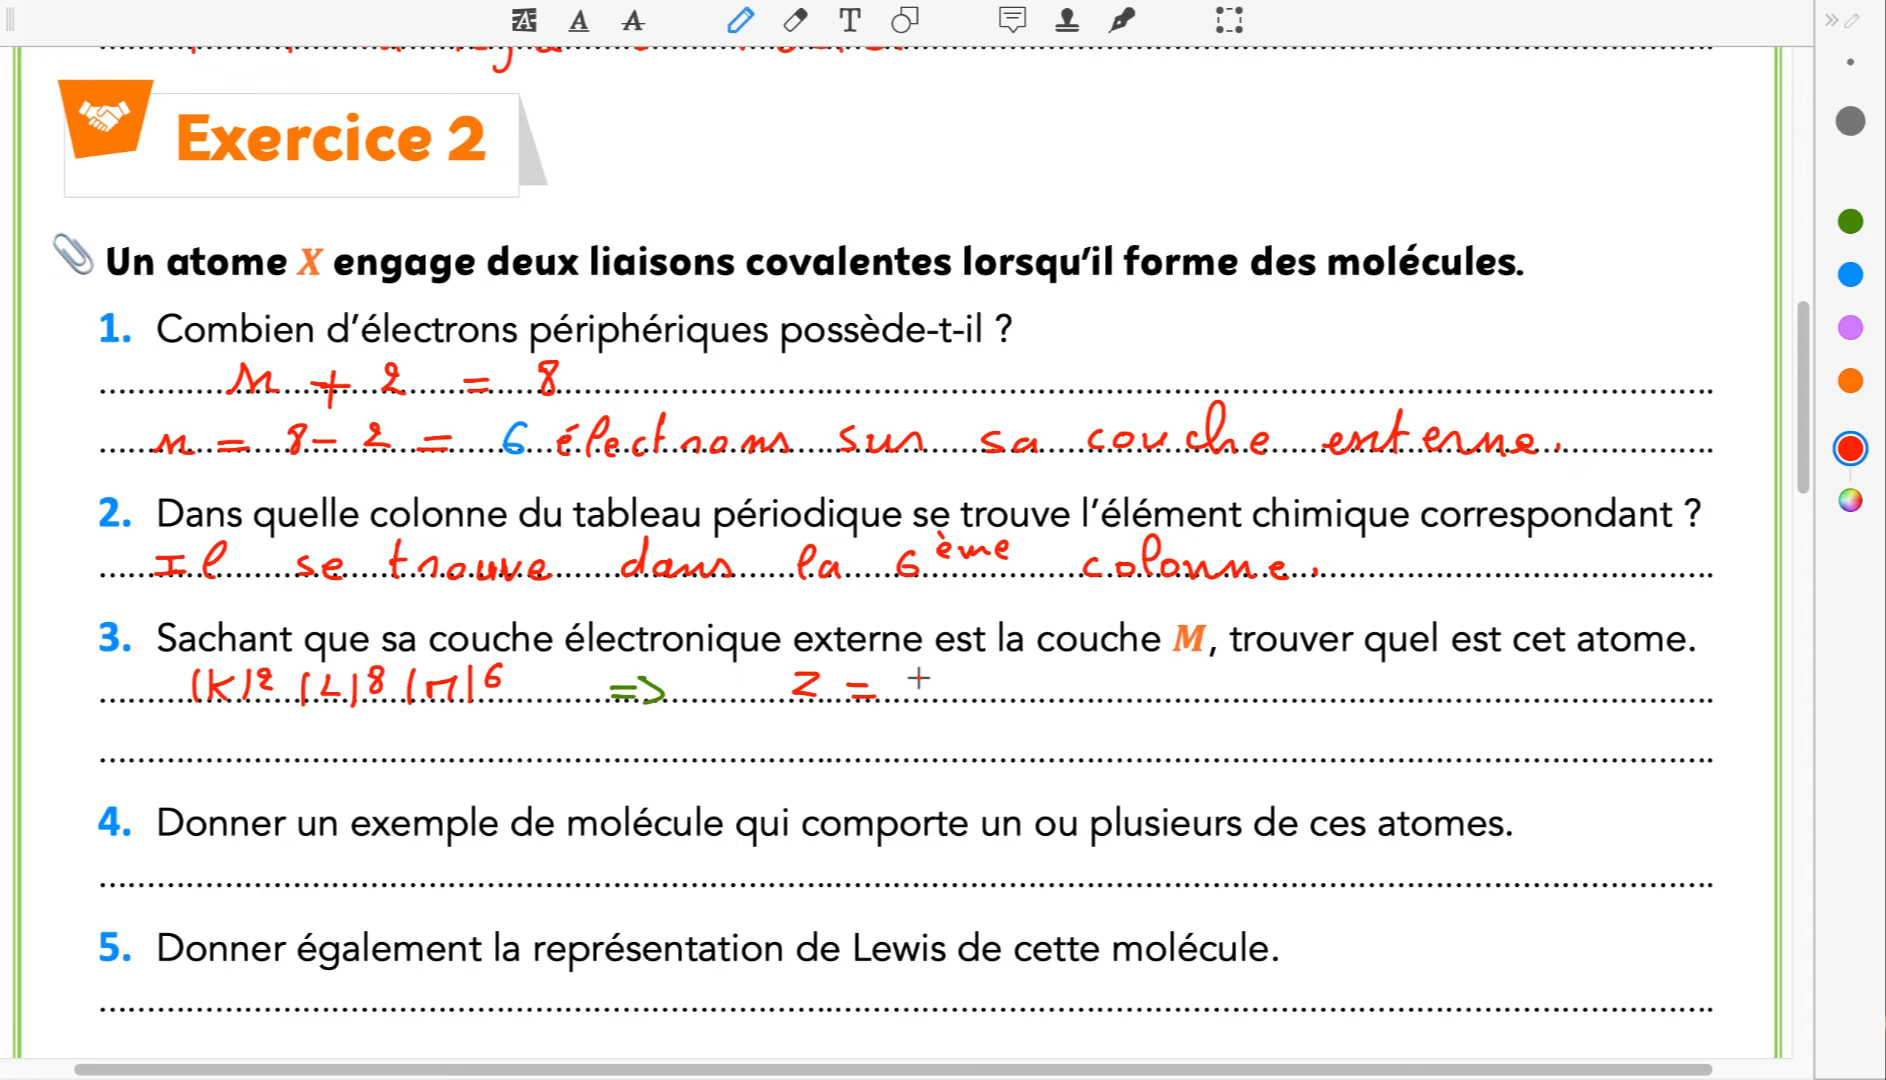 Exercice 2
Un atome X engage deux liaisons covalentes lorsqu'il forme des molécules.
1. Combien d'électrons périphériques possède-t-il ?
n + 2 = 8
n = 8 - 2 = 6 électrons sur sa couche externe.
2. Dans quelle colonne du tableau périodique se trouve l'élément chimique correspondant ?
Il se trouve dans la 6ème colonne.
3. Sachant que sa couche électronique externe est la couche M, trouver quel est cet atome.
(K)2 (L)8 (M)6 => Z =
4. Donner un exemple de molécule qui comporte un ou plusieurs de ces atomes.
5. Donner également la représentation de Lewis de cette molécule.